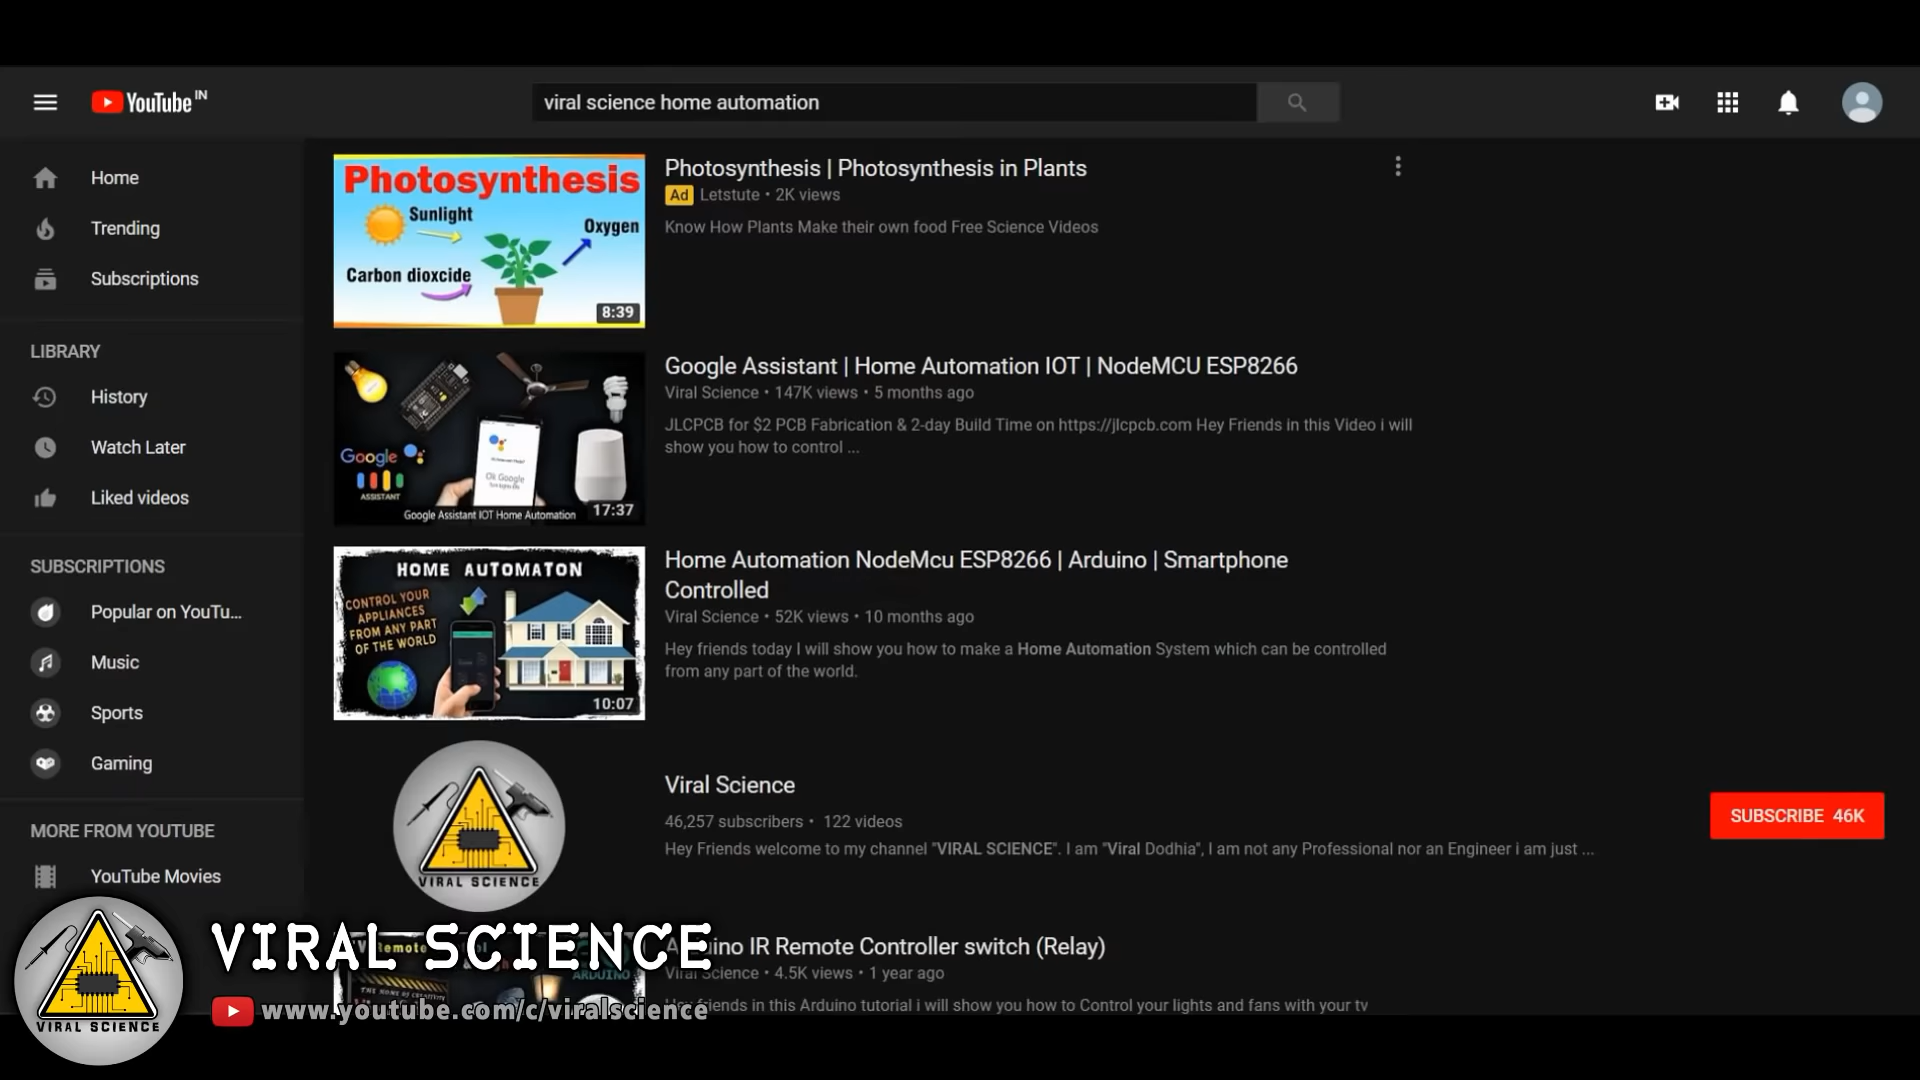 YouTube IN
viral science home automation
Home
Trending
Subscriptions
LIBRARY
History
Watch Later
Liked videos
SUBSCRIPTIONS
Popular on YouTu...
Music
Sports
Gaming
MORE FROM YOUTUBE
YouTube Movies
Photosynthesis
Sunlight
Oxygen
Carbon dioxcide
8:39
Photosynthesis | Photosynthesis in Plants
Ad Letstute • 2K views
Know How Plants Make their own food Free Science Videos
Google
ASSISTANT
Ok Google
Google Assistant IOT Home Automation
17:37
Google Assistant | Home Automation IOT | NodeMCU ESP8266
Viral Science • 147K views • 5 months ago
JLCPCB for $2 PCB Fabrication & 2-day Build Time on https://jlcpcb.com Hey Friends in this Video i will
show you how to control ...
HOME AUTOMATON
CONTROL YOUR
APPLIANCES
FROM ANY PART
OF THE WORLD
10:07
Home Automation NodeMcu ESP8266 | Arduino | Smartphone
Controlled
Viral Science • 52K views • 10 months ago
Hey friends today I will show you how to make a Home Automation System which can be controlled
from any part of the world.
VIRAL SCIENCE
Viral Science
46,257 subscribers • 122 videos
Hey Friends welcome to my channel "VIRAL SCIENCE". I am "Viral Dodhia", I am not any Professional nor an Engineer i am just ...
SUBSCRIBE 46K
Remote
ARDUINO
ino IR Remote Controller switch (Relay)
Viral Science • 4.5K views • 1 year ago
friends in this Arduino tutorial i will show you how to Control your lights and fans with your tv
VIRAL SCIENCE
VIRAL SCIENCE
www.youtube.com/c/viralscience